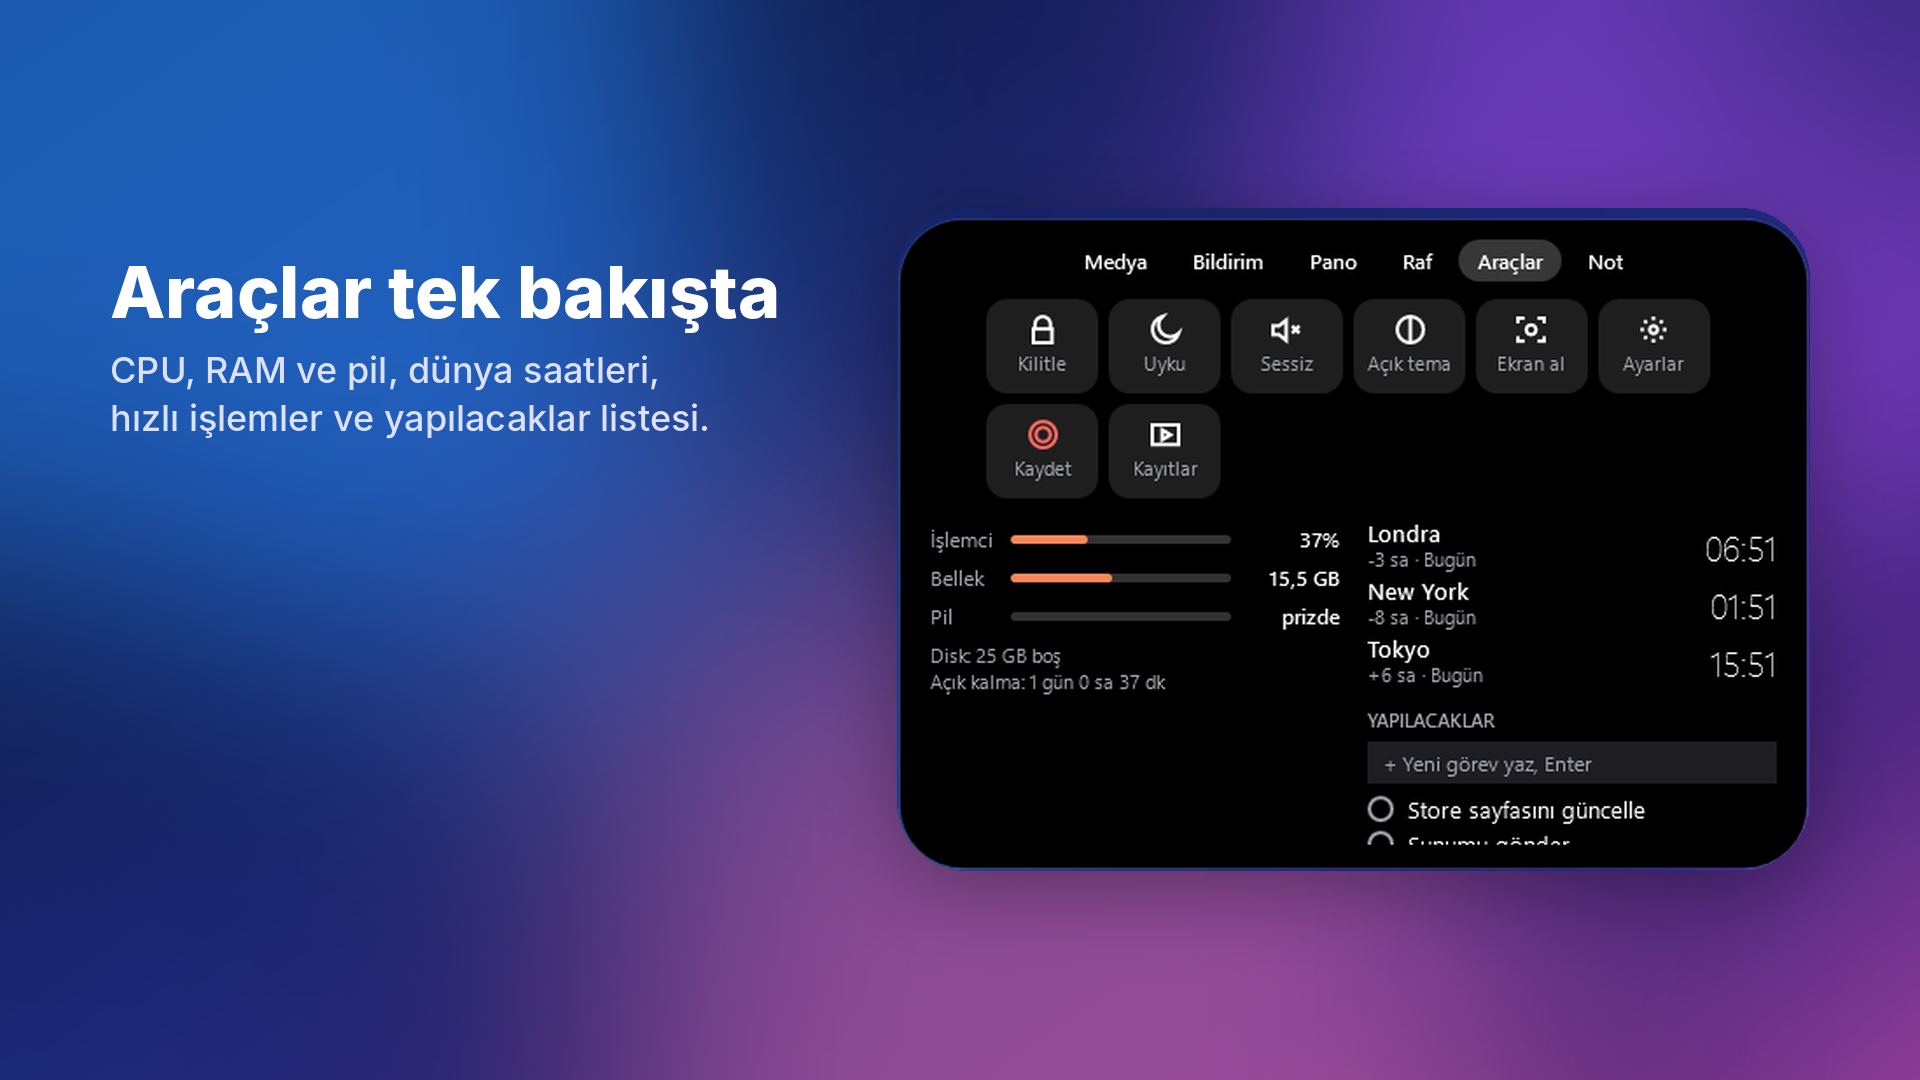 Araçlar tek bakışta
CPU, RAM ve pil, dünya saatleri,
hızlı işlemler ve yapılacaklar listesi.
Medya Bildirim Pano Raf Araçlar Not
Kilitle Uyku Sessiz Açık tema Ekran al Ayarlar
Kaydet Kayıtlar
İşlemci 37%
Bellek 15,5 GB
Pil prizde
Disk: 25 GB boş
Açık kalma: 1 gün 0 sa 37 dk
Londra 06:51
-3 sa · Bugün
New York 01:51
-8 sa · Bugün
Tokyo 15:51
+6 sa · Bugün
YAPILACAKLAR
+ Yeni görev yaz, Enter
Store sayfasını güncelle
Sunumu gönder